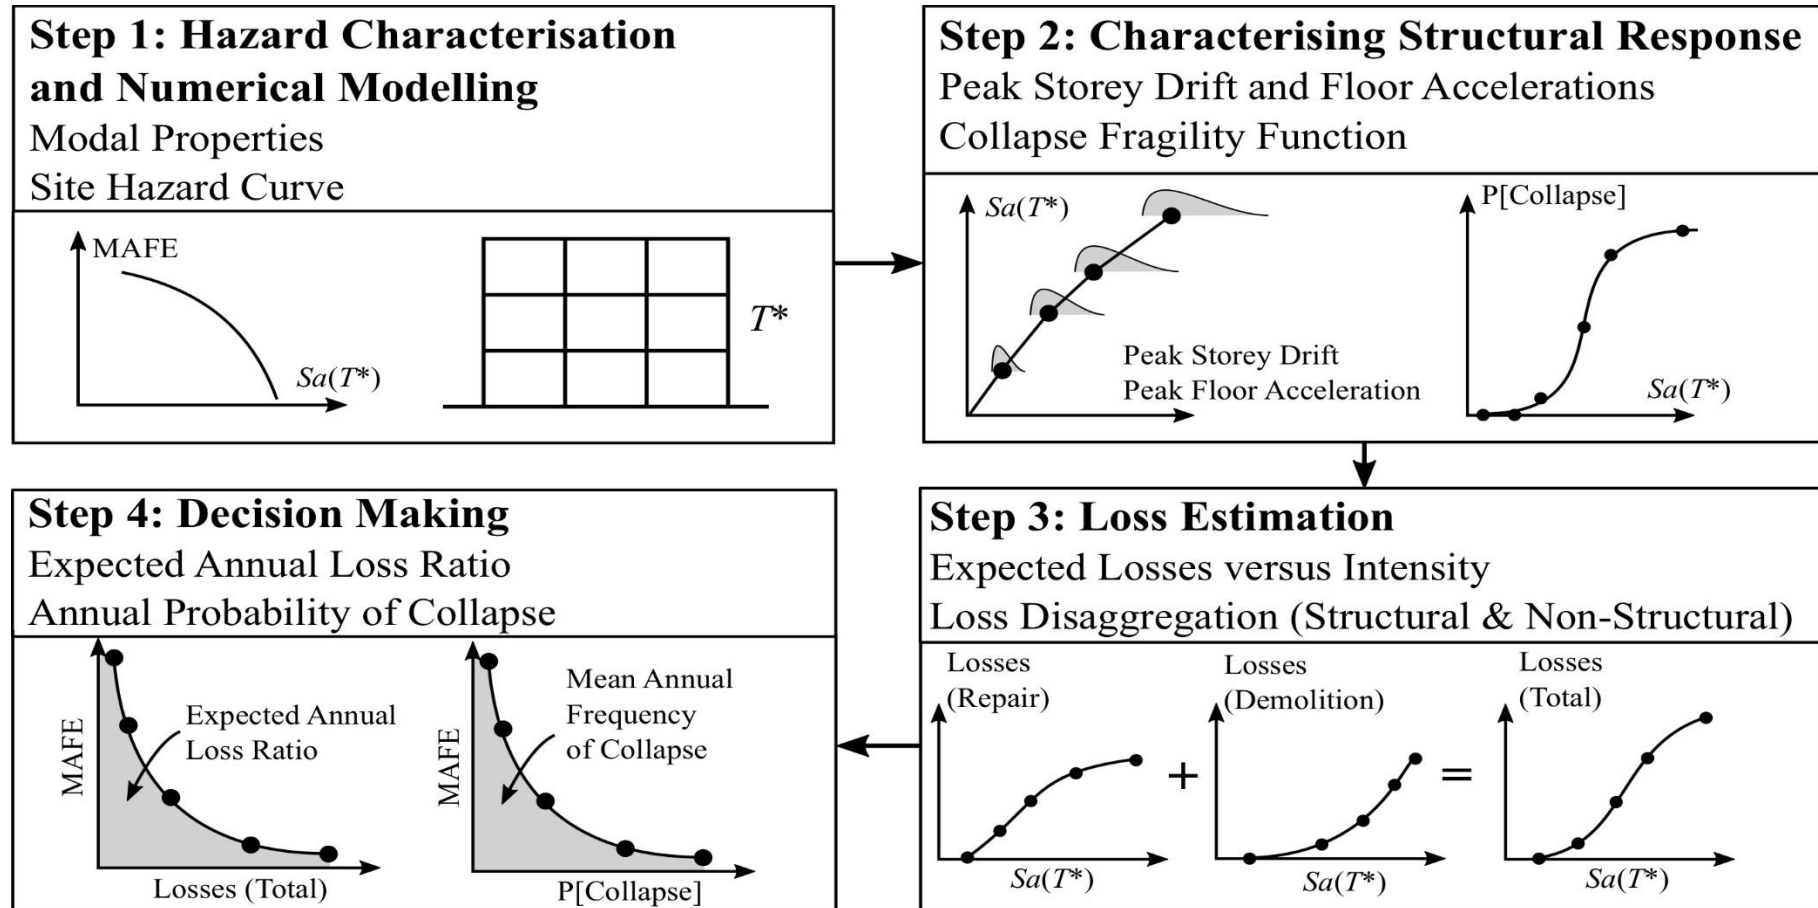 Step 1: Hazard Characterisation
and Numerical Modelling
Modal Properties
Site Hazard Curve
MAFE
Sa(T*)
T*
Step 2: Characterising Structural Response
Peak Storey Drift and Floor Accelerations
Collapse Fragility Function
Sa(T*)
Peak Storey Drift
Peak Floor Acceleration
P[Collapse]
Sa(T*)
Step 4: Decision Making
Expected Annual Loss Ratio
Annual Probability of Collapse
MAFE
Expected Annual
Loss Ratio
Losses (Total)
MAFE
Mean Annual
Frequency
of Collapse
P[Collapse]
Step 3: Loss Estimation
Expected Losses versus Intensity
Loss Disaggregation (Structural & Non-Structural)
Losses
(Repair)
Sa(T*)
+
Losses
(Demolition)
Sa(T*)
=
Losses
(Total)
Sa(T*)